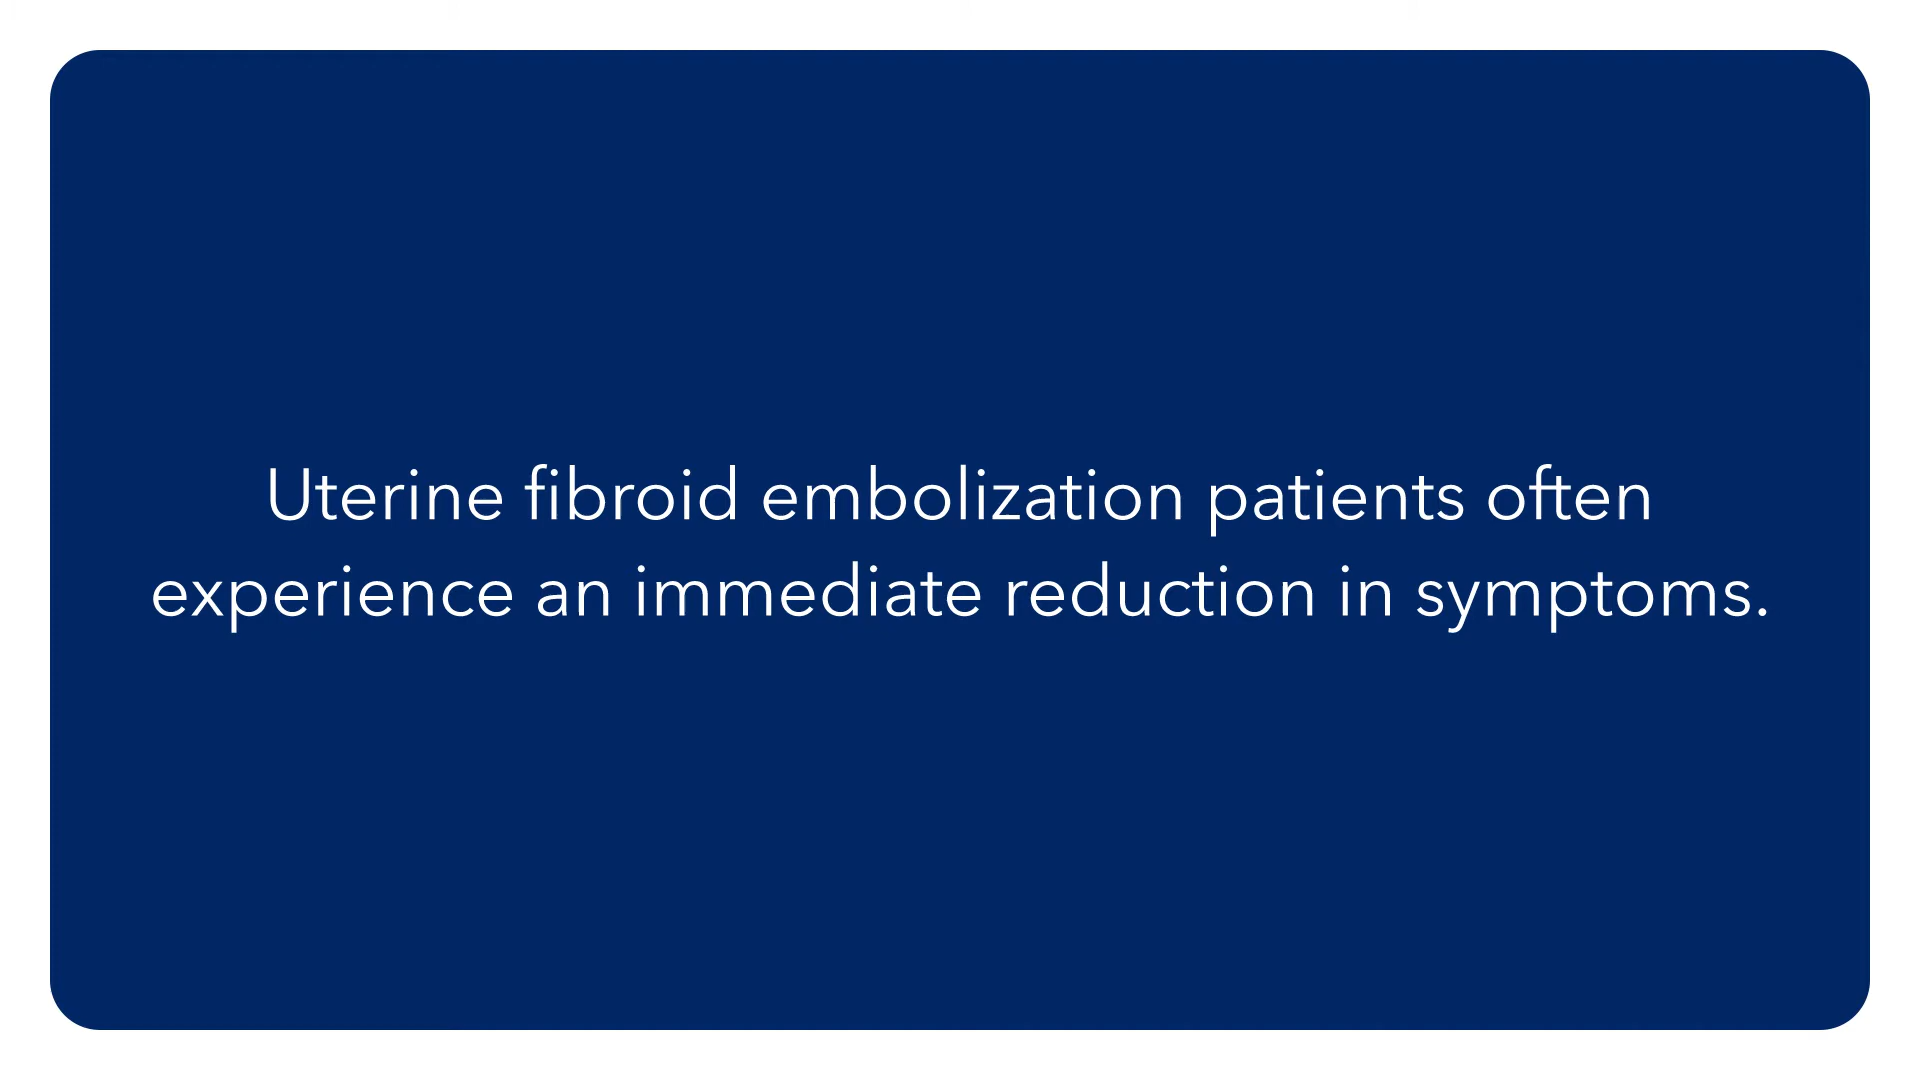 Uterine fibroid embolization patients often
experience an immediate reduction in symptoms.